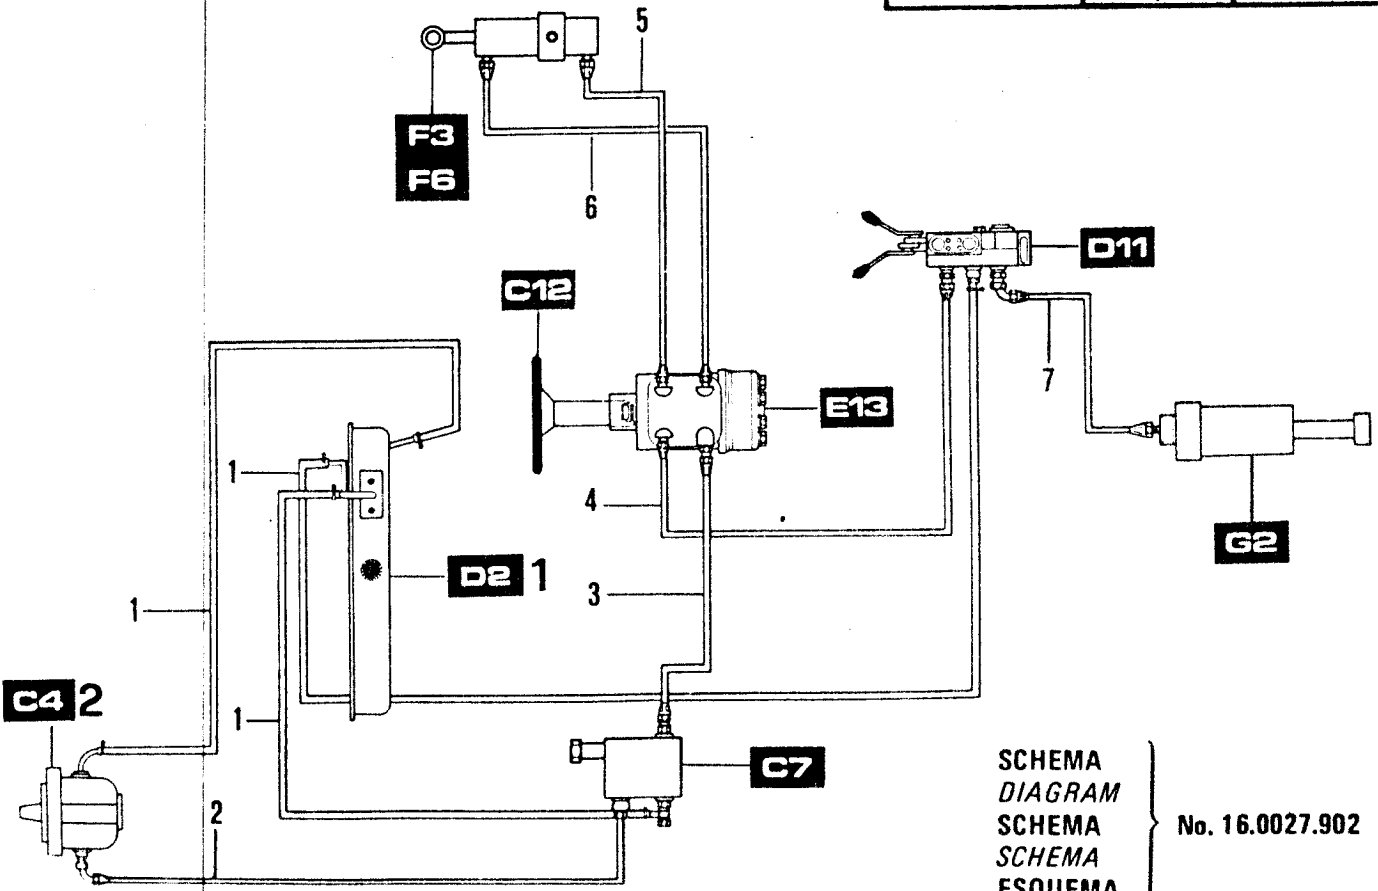 5
F3
F6
6
D11
C12
7
E13
1
4
G2
D2 1
3
1
C4 2
1
C7
2
SCHEMA
DIAGRAM
SCHEMA
No. 16.0027.902
SCHEMA
ESQUEMA